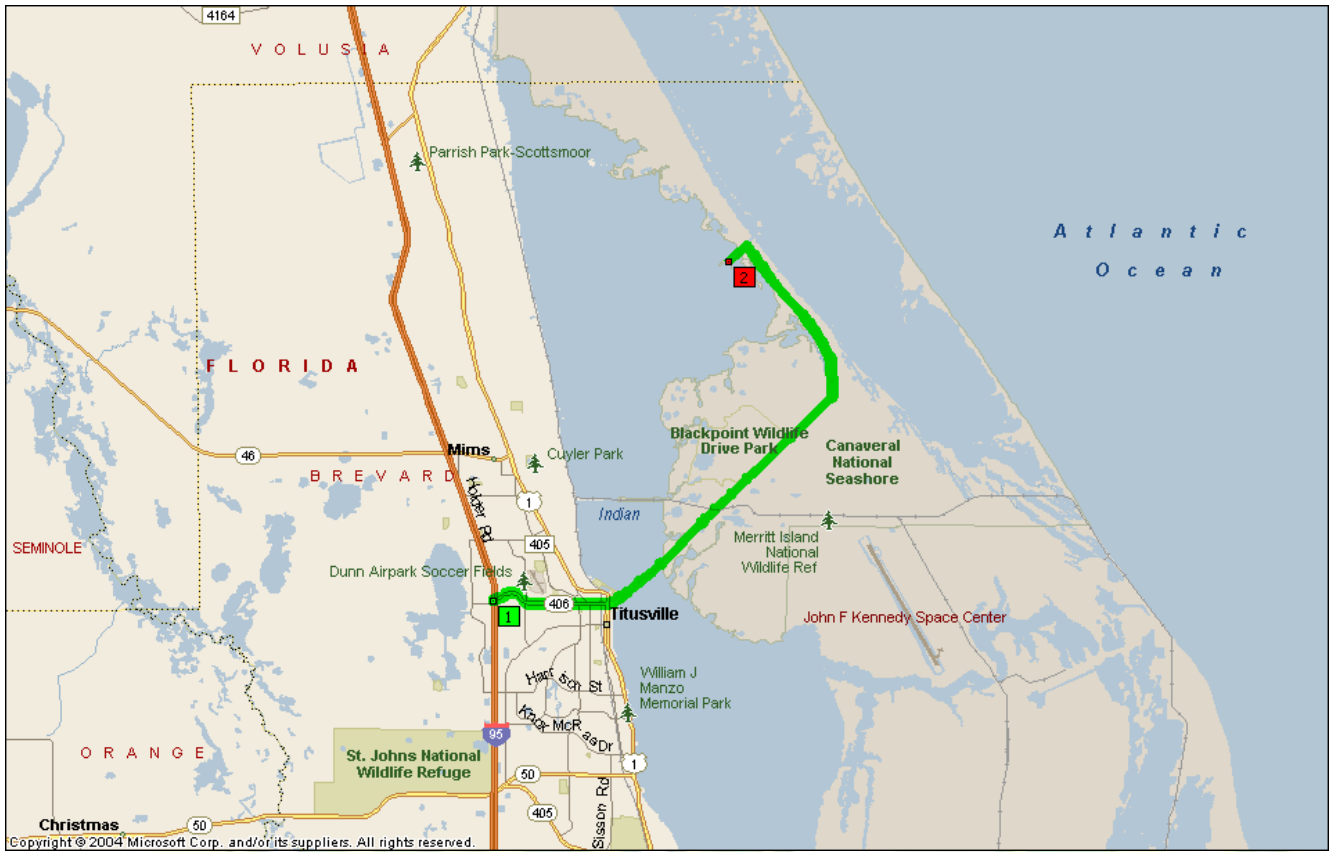 4164
V O L U S I A
Parrish Park-Scottsmoor
A t l a n t i c
O c e a n
2
F L O R I D A
Blackpoint Wildlife
Drive Park
Canaveral
National
Seashore
Mims
46
Cuyler Park
B R E V A R D
Holder Rd
1
Indian
405
SEMINOLE
Merritt Island
National
Wildlife Ref
Dunn Airpark Soccer Fields
406
1
Titusville
John F Kennedy Space Center
William J
Manzo
Memorial Park
Harrison St
Knox McRae Dr
95
O R A N G E
St. Johns National
Wildlife Refuge
1
50
405
Sisson Rd
Christmas
50
Copyright © 2004 Microsoft Corp. and/or its suppliers. All rights reserved.